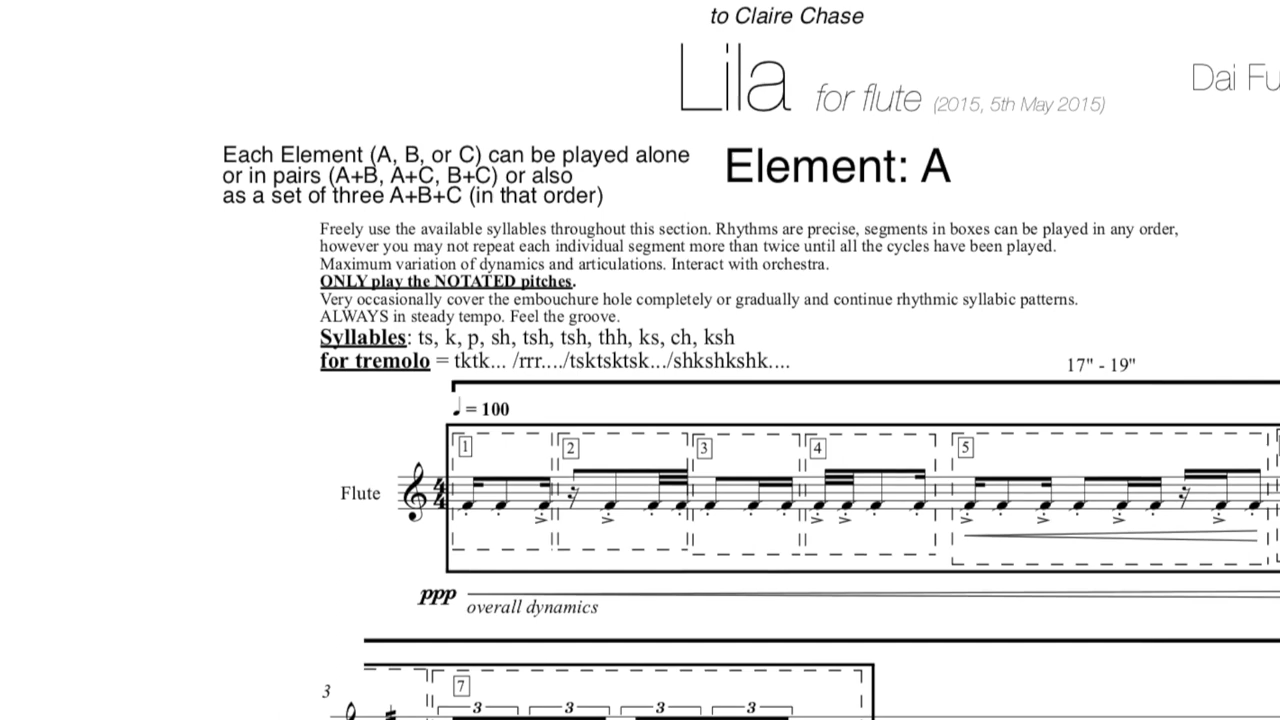 to Claire Chase
Lila for flute (2015, 5th May 2015)
Dai Fu
Each Element (A, B, or C) can be played alone
or in pairs (A+B, A+C, B+C) or also
as a set of three A+B+C (in that order)
Element: A
Freely use the available syllables throughout this section. Rhythms are precise, segments in boxes can be played in any order,
however you may not repeat each individual segment more than twice until all the cycles have been played.
Maximum variation of dynamics and articulations. Interact with orchestra.
ONLY play the NOTATED pitches.
Very occasionally cover the embouchure hole completely or gradually and continue rhythmic syllabic patterns.
ALWAYS in steady tempo. Feel the groove.
Syllables: ts, k, p, sh, tsh, tsh, thh, ks, ch, ksh
for tremolo = tktk... /rrr..../tsktsktsk.../shkshkshk....
17" - 19"
♩ = 100
1 2 3 4 5
Flute
4
4
ppp
overall dynamics
3
7
3 3 3 3